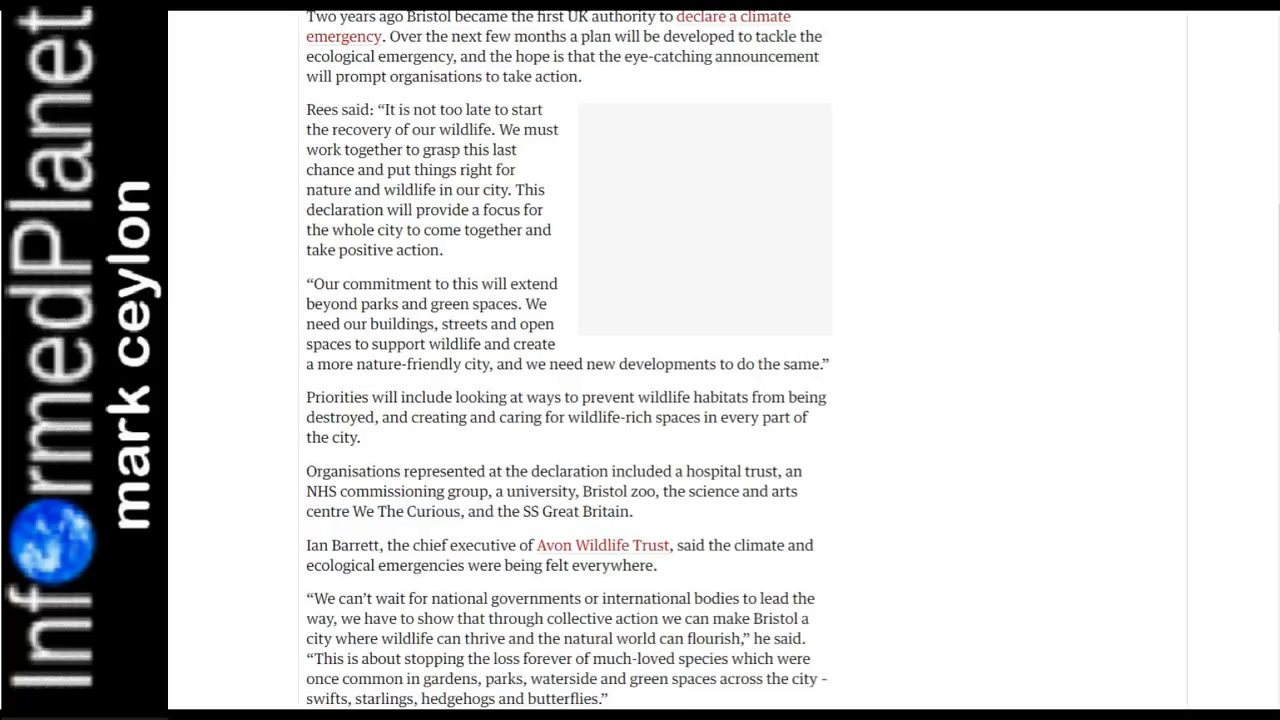 InformedPlanet
mark ceylon
Two years ago Bristol became the first UK authority to declare a climate
emergency. Over the next few months a plan will be developed to tackle the
ecological emergency, and the hope is that the eye-catching announcement
will prompt organisations to take action.
Rees said: “It is not too late to start
the recovery of our wildlife. We must
work together to grasp this last
chance and put things right for
nature and wildlife in our city. This
declaration will provide a focus for
the whole city to come together and
take positive action.
“Our commitment to this will extend
beyond parks and green spaces. We
need our buildings, streets and open
spaces to support wildlife and create
a more nature-friendly city, and we need new developments to do the same.”
Priorities will include looking at ways to prevent wildlife habitats from being
destroyed, and creating and caring for wildlife-rich spaces in every part of
the city.
Organisations represented at the declaration included a hospital trust, an
NHS commissioning group, a university, Bristol zoo, the science and arts
centre We The Curious, and the SS Great Britain.
Ian Barrett, the chief executive of Avon Wildlife Trust, said the climate and
ecological emergencies were being felt everywhere.
“We can’t wait for national governments or international bodies to lead the
way, we have to show that through collective action we can make Bristol a
city where wildlife can thrive and the natural world can flourish,” he said.
“This is about stopping the loss forever of much-loved species which were
once common in gardens, parks, waterside and green spaces across the city –
swifts, starlings, hedgehogs and butterflies.”